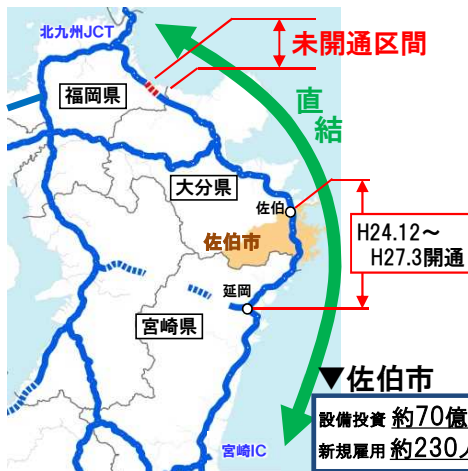 北九州JCT
未開通区間
福岡県
直結
大分県
佐伯
佐伯市
H24.12～
H27.3開通
延岡
宮崎県
▼佐伯市
設備投資 約70億
新規雇用 約230
宮崎IC